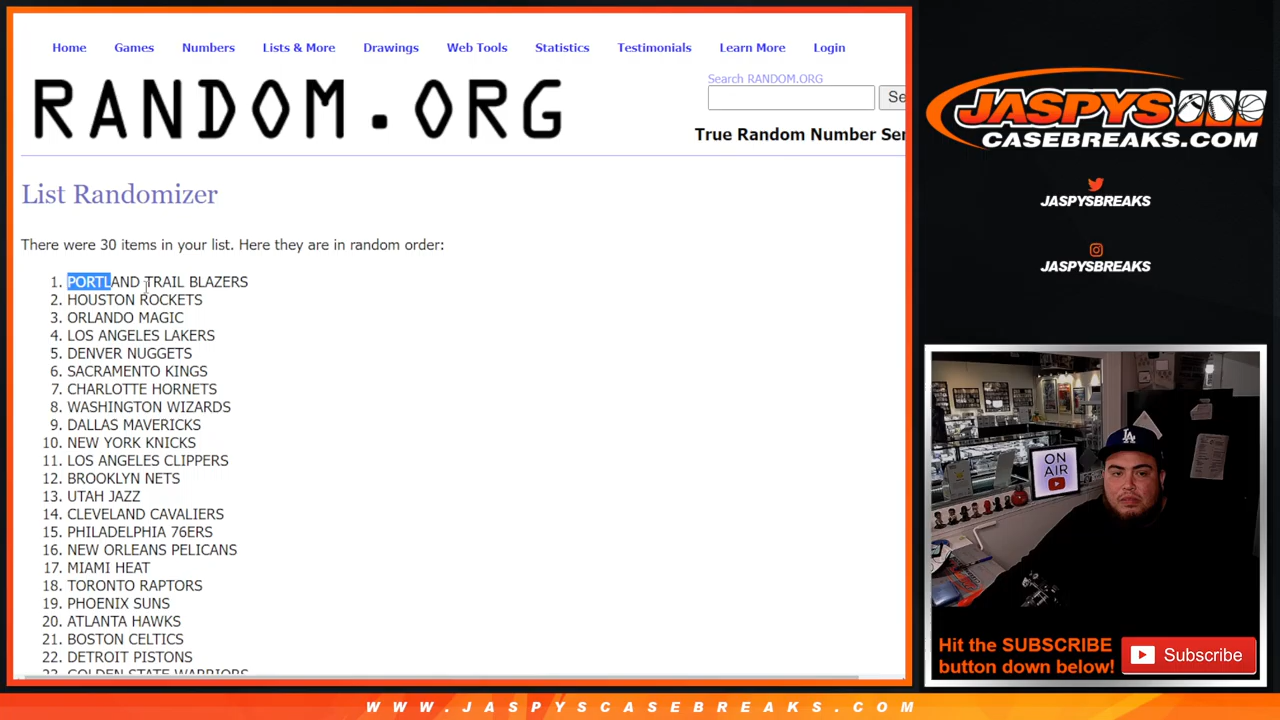 Home Games Numbers Lists & More Drawings Web Tools Statistics Testimonials Learn More Login
Search RANDOM.ORG
RANDOM.ORG
Se
True Random Number Ser
List Randomizer
There were 30 items in your list. Here they are in random order:
1. PORTLAND TRAIL BLAZERS
2. HOUSTON ROCKETS
3. ORLANDO MAGIC
4. LOS ANGELES LAKERS
5. DENVER NUGGETS
6. SACRAMENTO KINGS
7. CHARLOTTE HORNETS
8. WASHINGTON WIZARDS
9. DALLAS MAVERICKS
10. NEW YORK KNICKS
11. LOS ANGELES CLIPPERS
12. BROOKLYN NETS
13. UTAH JAZZ
14. CLEVELAND CAVALIERS
15. PHILADELPHIA 76ERS
16. NEW ORLEANS PELICANS
17. MIAMI HEAT
18. TORONTO RAPTORS
19. PHOENIX SUNS
20. ATLANTA HAWKS
21. BOSTON CELTICS
22. DETROIT PISTONS
23. GOLDEN STATE WARRIORS
JASPYS
CASEBREAKS.COM
JASPYSBREAKS
JASPYSBREAKS
LA
ON
AIR
Hit the SUBSCRIBE
button down below!
Subscribe
WWW.JASPYSCASEBREAKS.COM